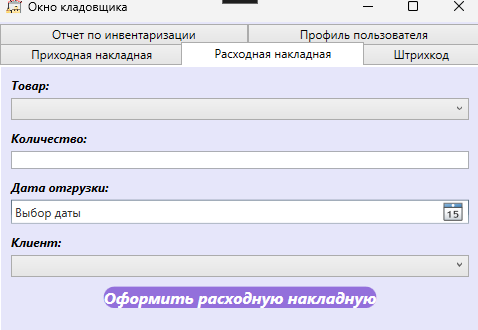 Окно кладовщика
Отчет по инвентаризации
Профиль пользователя
Приходная накладная
Расходная накладная
Штрихкод
Товар:
Количество:
Дата отгрузки:
Выбор даты
15
Клиент:
Оформить расходную накладную